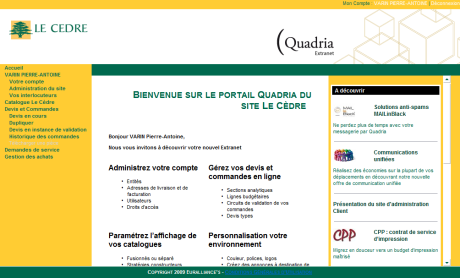 Mon Compte VARIN PIERRE-ANTOINE Déconnexion
LE CEDRE
Quadria
Extranet
Accueil
VARIN PIERRE-ANTOINE
Votre compte
Administration du site
Vos interlocuteurs
Catalogue Le Cèdre
Devis et Commandes
Devis en cours
Dupliquer
Devis en instance de validation
Historique des commandes
Demandes de service
Gestion des achats
BIENVENUE SUR LE PORTAIL QUADRIA DU
SITE LE CÈDRE
Bonjour VARIN Pierre-Antoine,
Nous vous invitons à découvrir votre nouvel Extranet
Administrez votre compte
Entités
Adresses de livraison et de
facturation
Utilisateurs
Droits d'accès
Gérez vos devis et
commandes en ligne
Sections analytiques
Lignes budgétaires
Circuits de validation de vos
commandes
Devis types
Paramétrez l'affichage de
vos catalogues
Fusionnés ou séparé
Stratégies constructeurs
Personnalisation votre
environnement
Couleur, polices, logos
Créez des annonces à destination de
A découvrir
Solutions anti-spams
MAILinBlack
Ne perdez plus de temps avec votre
messagerie par Quadria
Communications
unifiées
Réalisez des économies sur la plupart de vos
déplacements en découvrant notre nouvelle
offre de communication unifiée
Présentation du site d'administration
Client
CPP
CPP : contrat de service
d'impression
Migrez en douceur vers un budget d'impression
maîtrisé
COPYRIGHT 2009 EURALLIANCE'S -